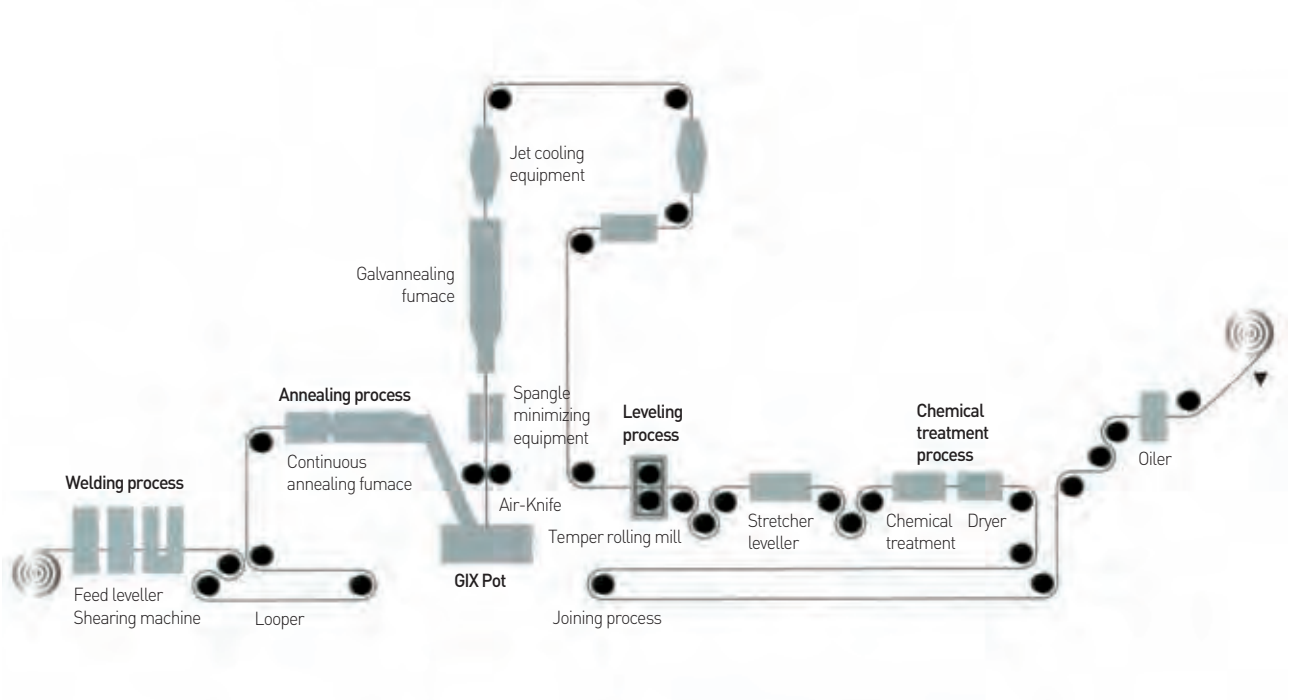 Jet cooling
equipment
Galvannealing
furnace
Spangle
minimizing
equipment
Annealing process
Continuous
annealing furnace
Air-Knife
GIX Pot
Welding process
Feed leveller
Shearing machine
Looper
Leveling
process
Temper rolling mill
Stretcher
leveller
Chemical
treatment
process
Chemical
treatment
Dryer
Joining process
Oiler